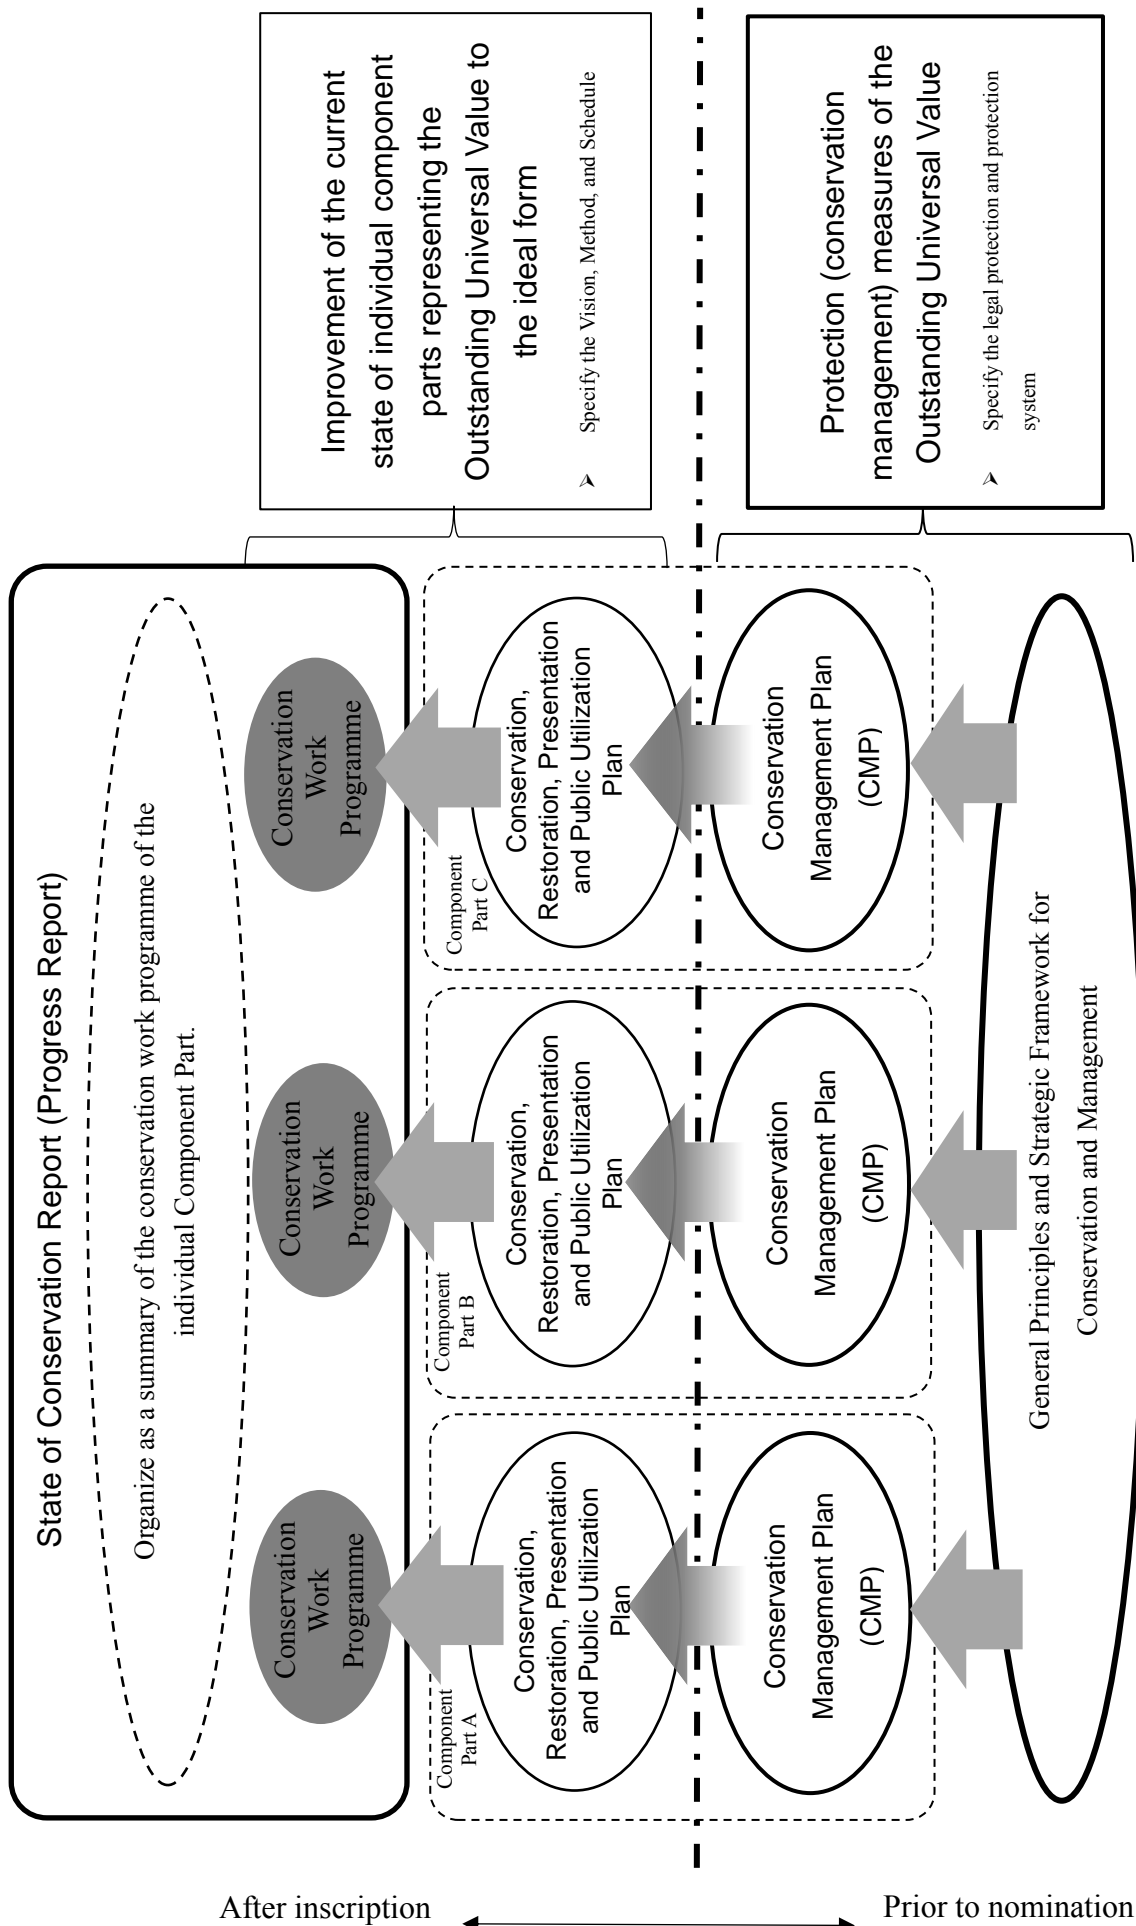 State of Conservation Report (Progress Report)
Organize as a summary of the conservation work programme of the
individual Component Part.
Conservation
Work
Programme
Conservation
Work
Programme
Conservation
Work
Programme
Component
Part A
Conservation,
Restoration, Presentation
and Public Utilization
Plan
Component
Part B
Conservation,
Restoration, Presentation
and Public Utilization
Plan
Component
Part C
Conservation,
Restoration, Presentation
and Public Utilization
Plan
Conservation
Management Plan
(CMP)
Conservation
Management Plan
(CMP)
Conservation
Management Plan
(CMP)
General Principles and Strategic Framework for
Conservation and Management
Improvement of the current
state of individual component
parts representing the
Outstanding Universal Value to
the ideal form
➢ Specify the Vision, Method, and Schedule
Protection (conservation
management) measures of the
Outstanding Universal Value
➢ Specify the legal protection and protection
system
After inscription
Prior to nomination